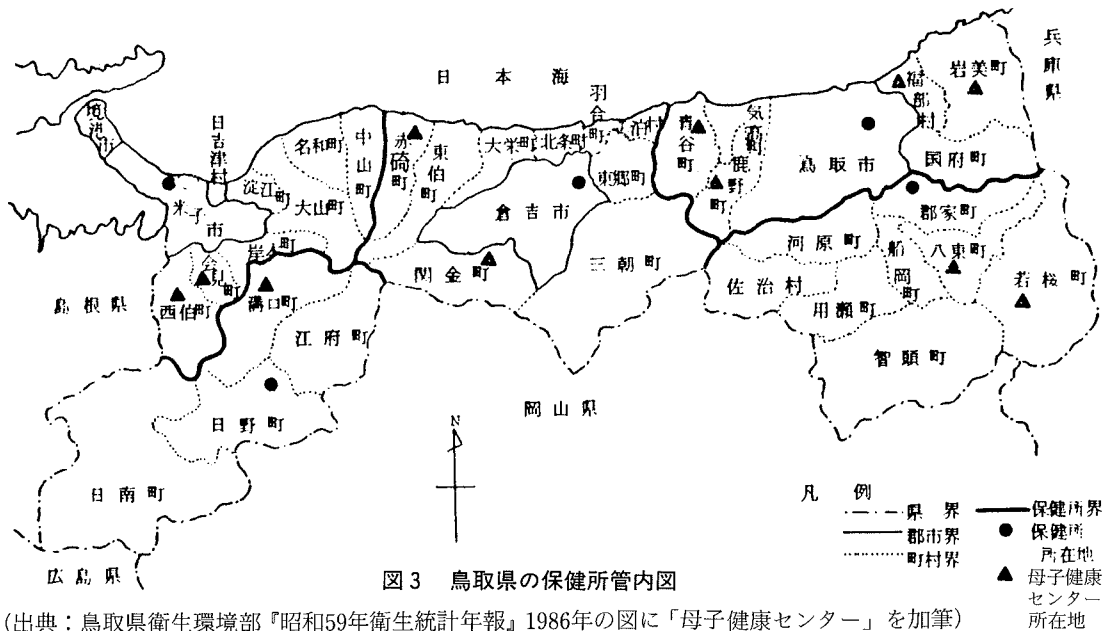 日本海
兵庫県
岩美町
福部村
国府町
鳥取市
気高町
鹿野町
青谷町
泊村
羽合町
北条町
大栄町
東郷町
倉吉市
三朝町
関金町
東伯町
赤碕町
中山町
名和町
大山町
淀江町
日吉津村
境港市
米子市
岸本町
会見町
西伯町
溝口町
江府町
日野町
日南町
郡家町
河原町
船岡町
八東町
若桜町
佐治村
用瀬町
智頭町
島根県
岡山県
広島県
N
凡例
県界
郡市界
町村界
保健所界
保健所
所在地
母子健康
センター
所在地
図3 鳥取県の保健所管内図
(出典:鳥取県衛生環境部『昭和59年衛生統計年報』1986年の図に「母子健康センター」を加筆)